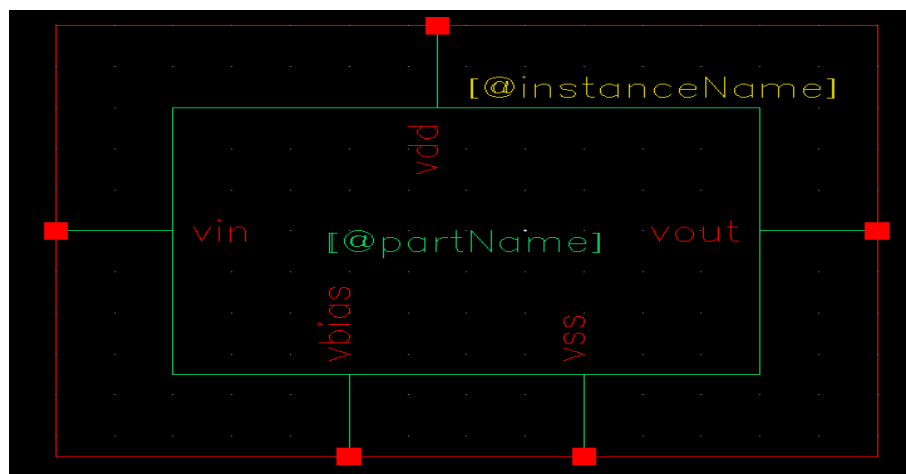 [@instanceName]
vdd
vin
[@partName]
vout
vbias
vss